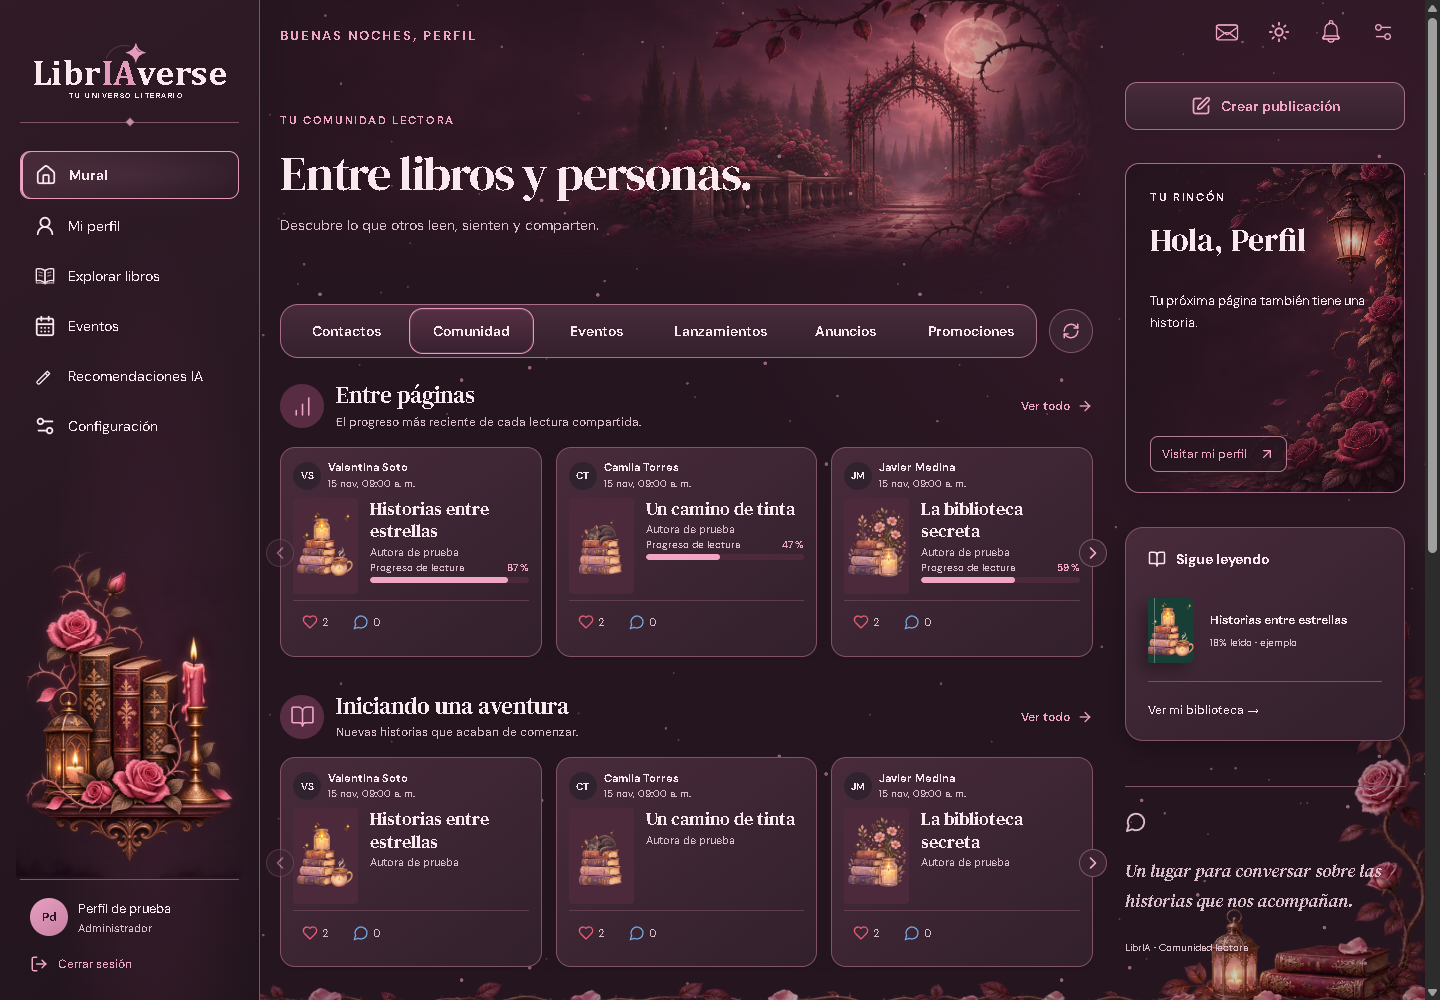 LibrIAverse
TU UNIVERSO LITERARIO
Mural
Mi perfil
Explorar libros
Eventos
Recomendaciones IA
Configuración
Pd
Perfil de prueba
Administrador
Cerrar sesión
BUENAS NOCHES, PERFIL
TU COMUNIDAD LECTORA
Entre libros y personas.
Descubre lo que otros leen, sienten y comparten.
Contactos
Comunidad
Eventos
Lanzamientos
Anuncios
Promociones
Entre páginas
El progreso más reciente de cada lectura compartida.
Ver todo →
VS
Valentina Soto
15 nov, 09:00 a. m.
Historias entre
estrellas
Autora de prueba
Progreso de lectura 87%
2 0
CT
Camila Torres
15 nov, 09:00 a. m.
Un camino de tinta
Autora de prueba
Progreso de lectura 47%
2 0
JM
Javier Medina
15 nov, 09:00 a. m.
La biblioteca
secreta
Autora de prueba
Progreso de lectura 59%
2 0
Iniciando una aventura
Nuevas historias que acaban de comenzar.
Ver todo →
VS
Valentina Soto
15 nov, 09:00 a. m.
Historias entre
estrellas
Autora de prueba
2 0
CT
Camila Torres
15 nov, 09:00 a. m.
Un camino de tinta
Autora de prueba
2 0
JM
Javier Medina
15 nov, 09:00 a. m.
La biblioteca
secreta
Autora de prueba
2 0
Crear publicación
TU RINCÓN
Hola, Perfil
Tu próxima página también tiene una
historia.
Visitar mi perfil
Sigue leyendo
Historias entre estrellas
18% leído · ejemplo
Ver mi biblioteca →
Un lugar para conversar sobre las
historias que nos acompañan.
LibrIA · Comunidad lectora